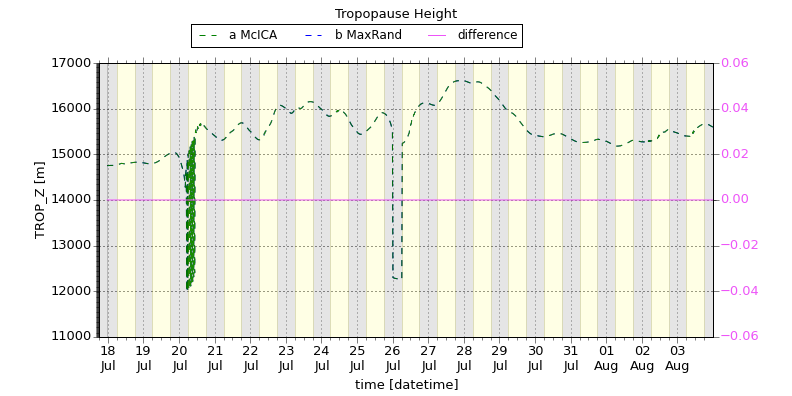 Tropopause Height
a McICA b MaxRand difference
17000 0.06
16000 0.04
15000 0.02
14000 0.00
13000 −0.02
12000 −0.04
11000 −0.06
TROP_Z [m]
18 19 20 21 22 23 24 25 26 27 28 29 30 31 01 02 03
Jul Jul Jul Jul Jul Jul Jul Jul Jul Jul Jul Jul Jul Jul Aug Aug Aug
time [datetime]